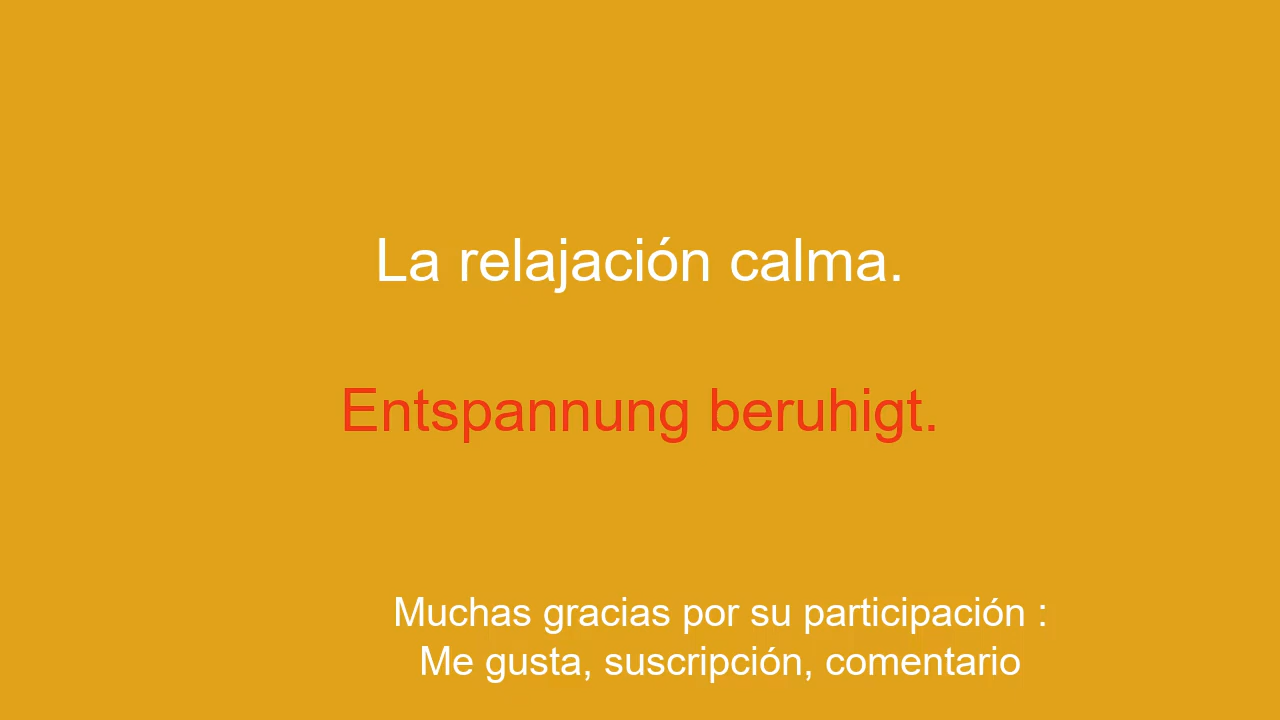 La relajación calma.
Entspannung beruhigt.
Muchas gracias por su participación :
Me gusta, suscripción, comentario